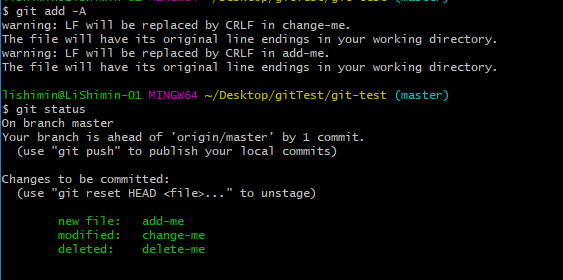 $ git add -A
warning: LF will be replaced by CRLF in change-me.
The file will have its original line endings in your working directory.
warning: LF will be replaced by CRLF in add-me.
The file will have its original line endings in your working directory.
lishimin@LiShimin-01 MINGW64 ~/Desktop/gitTest/git-test (master)
$ git status
On branch master
Your branch is ahead of 'origin/master' by 1 commit.
(use "git push" to publish your local commits)
Changes to be committed:
(use "git reset HEAD <file>..." to unstage)
new file: add-me
modified: change-me
deleted: delete-me